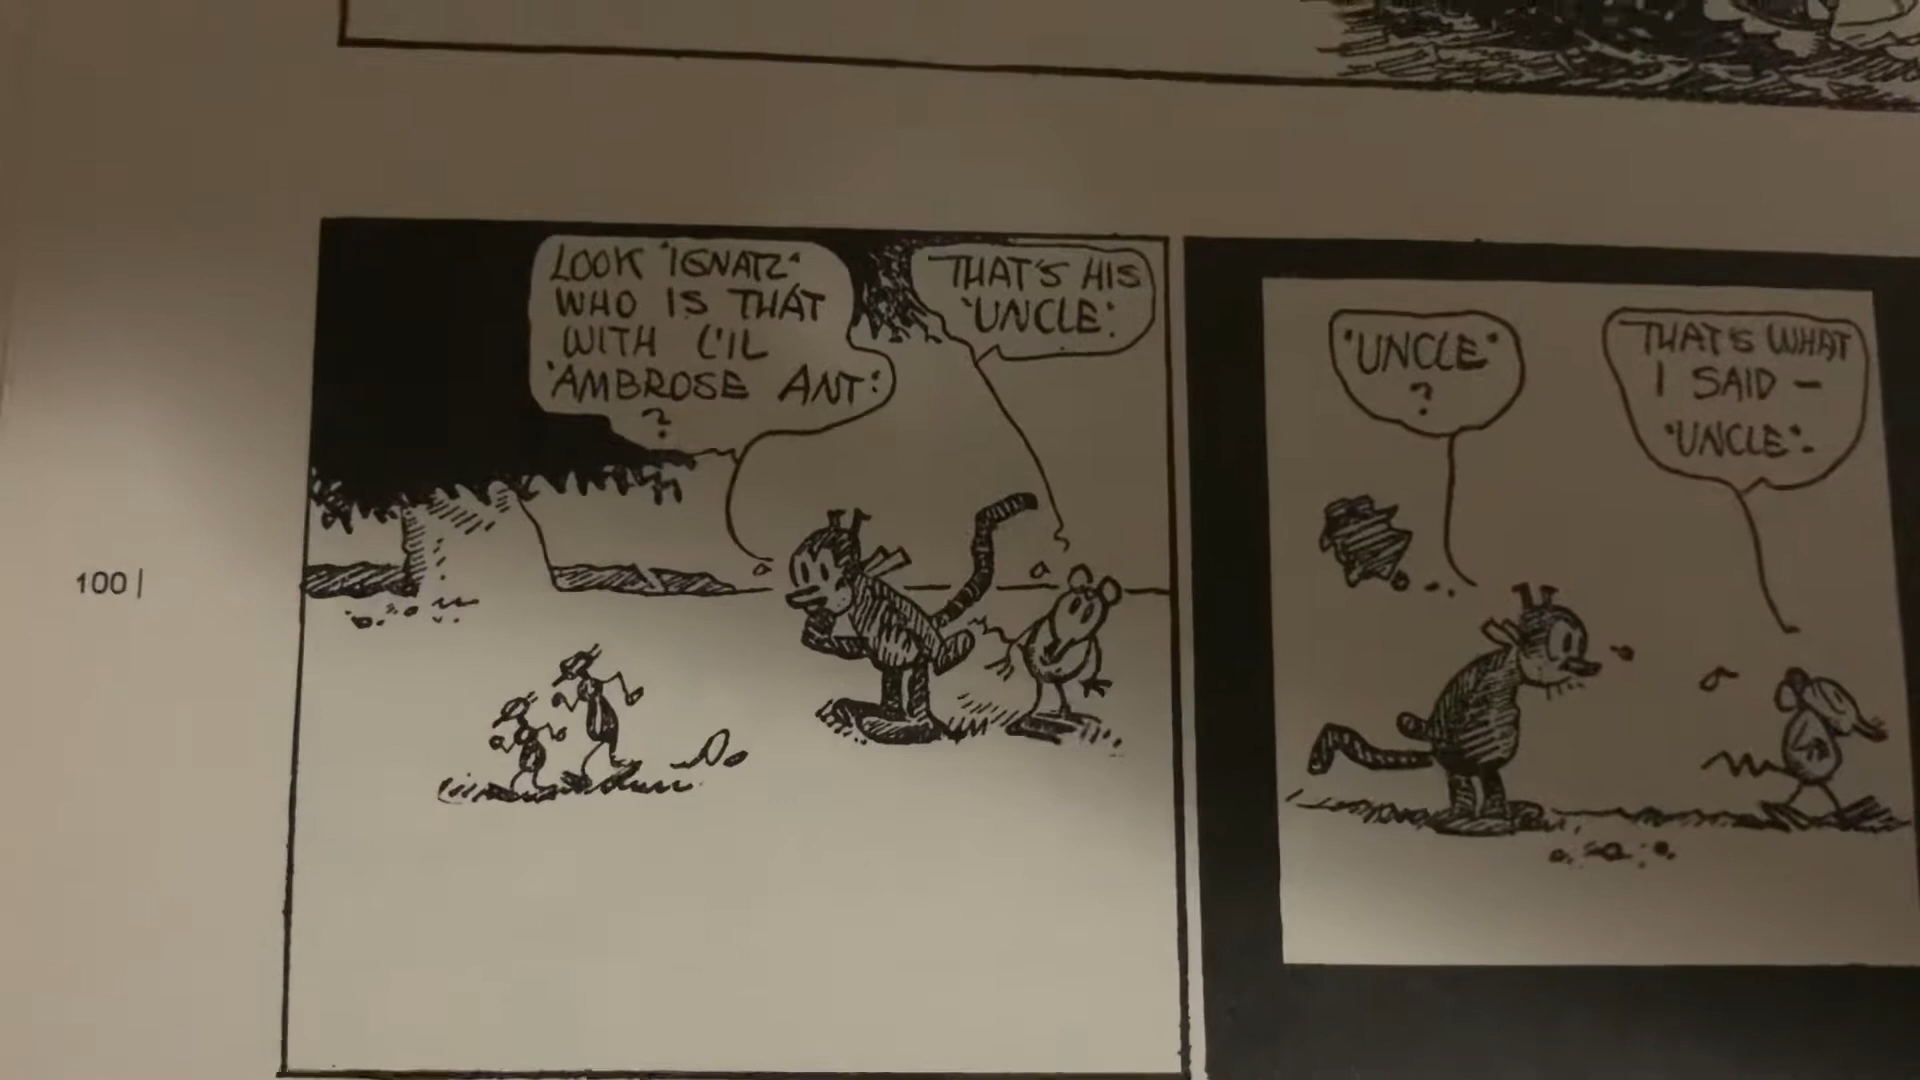 LOOK "IGNATZ"
WHO IS THAT
WITH L'IL
"AMBROSE ANT"
?
THAT'S HIS
"UNCLE".
"UNCLE"
?
THAT'S WHAT
I SAID —
"UNCLE".
100|